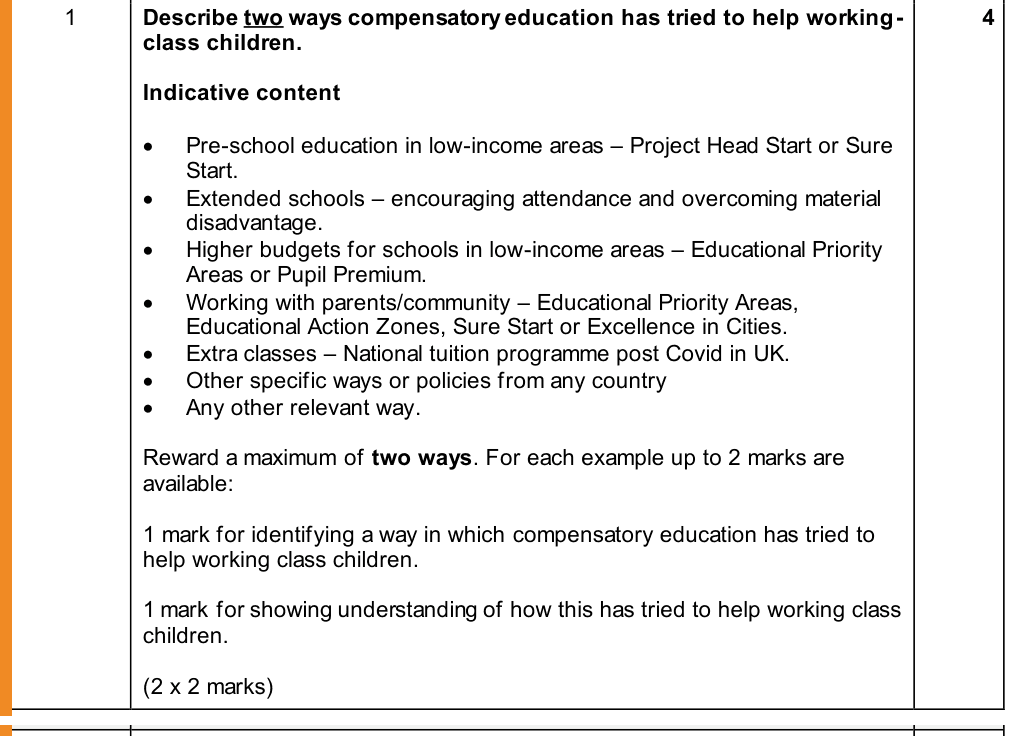 1
Describe two ways compensatory education has tried to help working-
class children.
4
Indicative content
• Pre-school education in low-income areas – Project Head Start or Sure
Start.
• Extended schools – encouraging attendance and overcoming material
disadvantage.
• Higher budgets for schools in low-income areas – Educational Priority
Areas or Pupil Premium.
• Working with parents/community – Educational Priority Areas,
Educational Action Zones, Sure Start or Excellence in Cities.
• Extra classes – National tuition programme post Covid in UK.
• Other specific ways or policies from any country
• Any other relevant way.
Reward a maximum of two ways. For each example up to 2 marks are
available:
1 mark for identifying a way in which compensatory education has tried to
help working class children.
1 mark for showing understanding of how this has tried to help working class
children.
(2 x 2 marks)